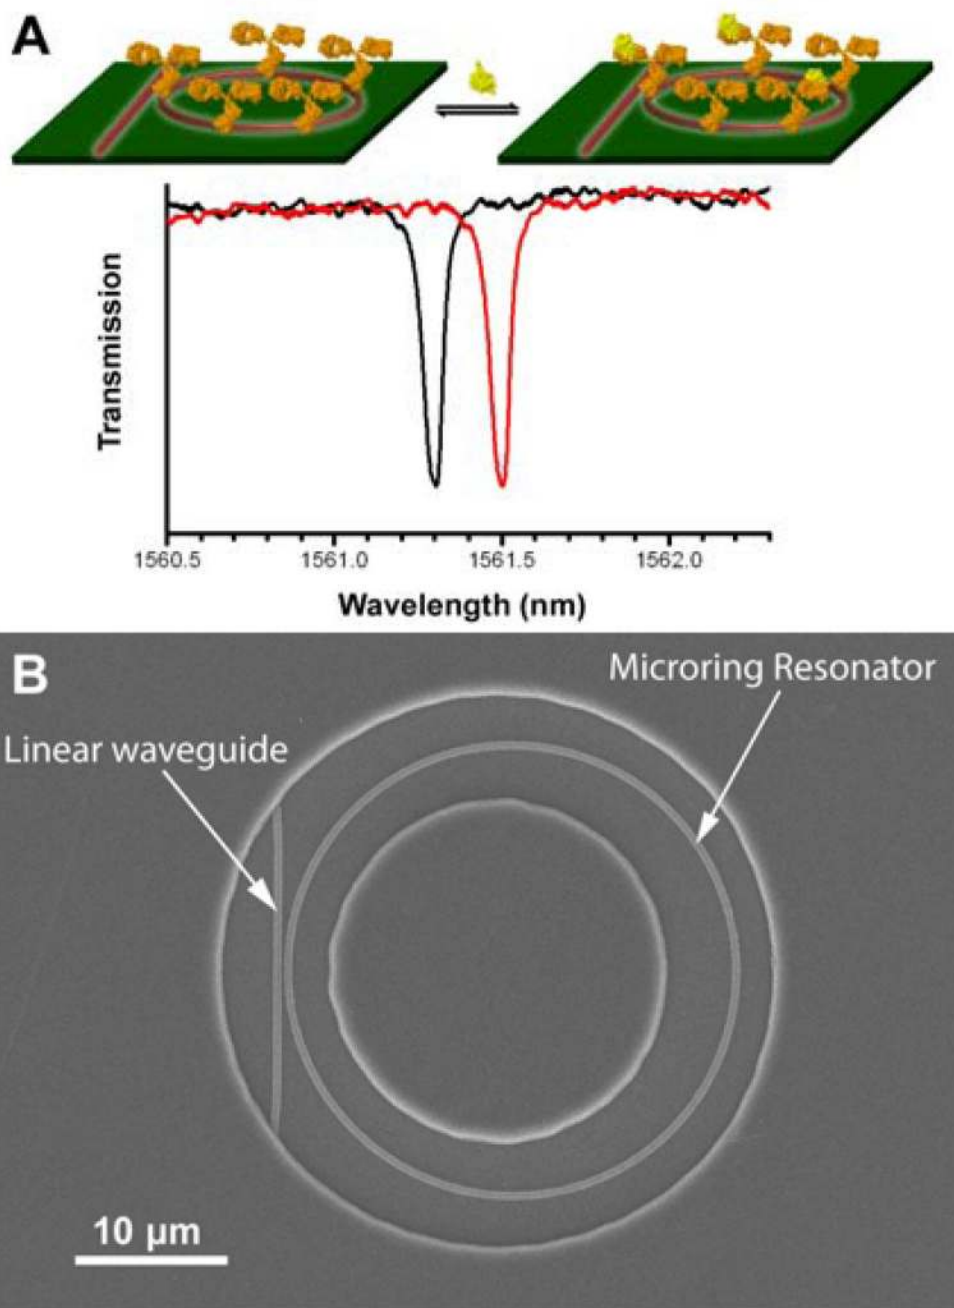 A
Transmission
1560.5
1561.0
1561.5
1562.0
Wavelength (nm)
B
Microring Resonator
Linear waveguide
10 µm